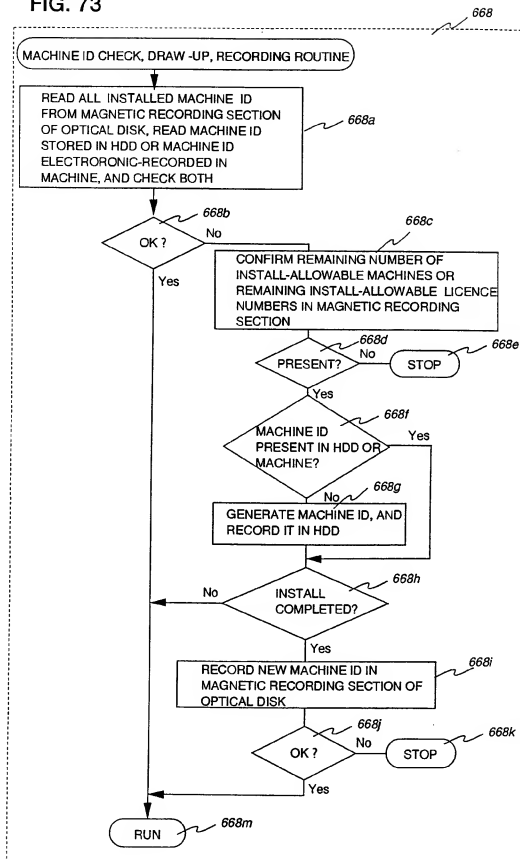 FIG. 73
668
MACHINE ID CHECK, DRAW -UP, RECORDING ROUTINE
READ ALL INSTALLED MACHINE ID
FROM MAGNETIC RECORDING SECTION
OF OPTICAL DISK, READ MACHINE ID
STORED IN HDD OR MACHINE ID
ELECTRORONIC-RECORDED IN
MACHINE, AND CHECK BOTH
668a
668b
OK ?
No
Yes
668c
CONFIRM REMAINING NUMBER OF
INSTALL-ALLOWABLE MACHINES OR
REMAINING INSTALL-ALLOWABLE LICENCE
NUMBERS IN MAGNETIC RECORDING
SECTION
668d
PRESENT?
No
STOP
668e
Yes
668f
MACHINE ID
PRESENT IN HDD OR
MACHINE?
Yes
No
668g
GENERATE MACHINE ID, AND
RECORD IT IN HDD
668h
INSTALL
COMPLETED?
No
Yes
668i
RECORD NEW MACHINE ID IN
MAGNETIC RECORDING SECTION OF
OPTICAL DISK
668j
OK ?
No
STOP
668k
Yes
RUN
668m